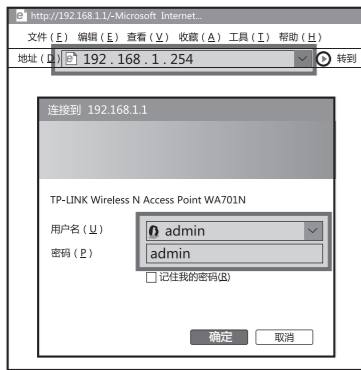 http://192.168.1.1/-Microsoft Internet...
文件(F) 编辑(E) 查看(V) 收藏(A) 工具(I) 帮助(H)
地址(D) 192.168.1.254 转到
连接到 192.168.1.1
TP-LINK Wireless N Access Point WA701N
用户名(U) admin
密码(P) admin
记住我的密码(R)
确定 取消